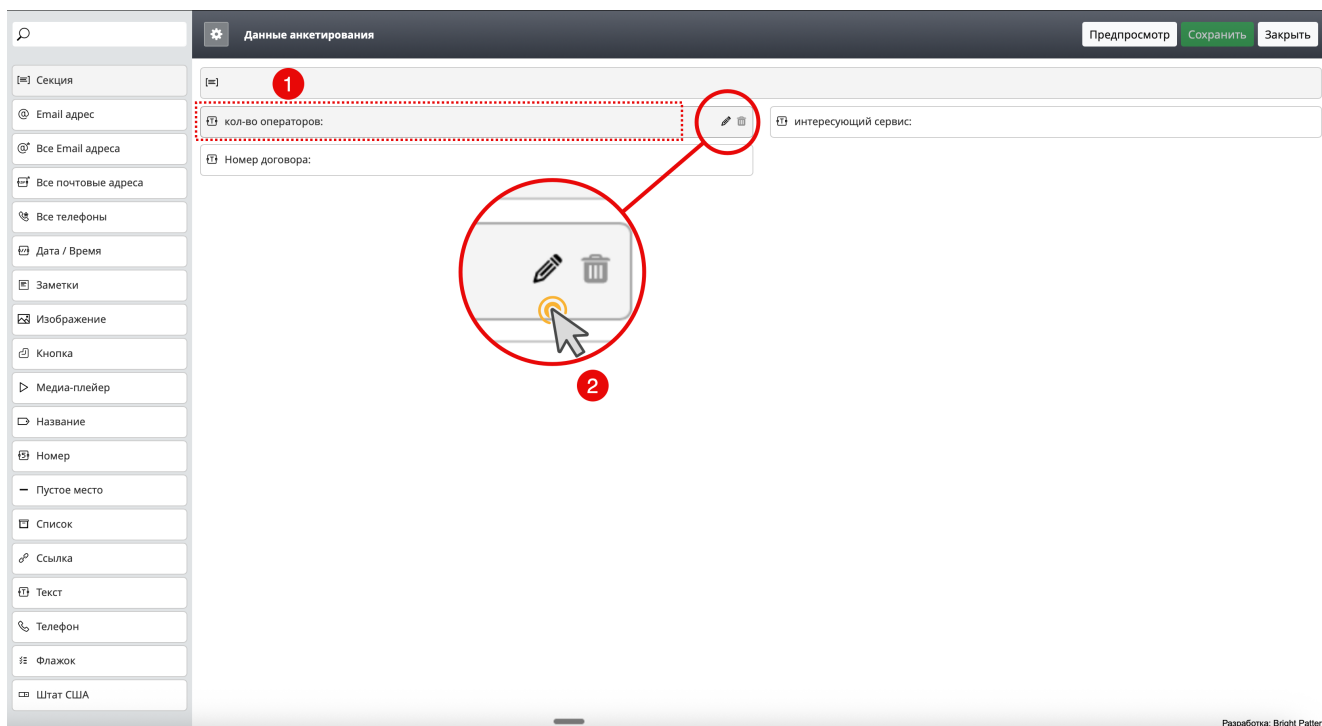 Данные анкетирования
Предпросмотр
Сохранить
Закрыть
[=] Секция
@ Email адрес
Все Email адреса
Все почтовые адреса
Все телефоны
Дата / Время
Заметки
Изображение
Кнопка
Медиа-плейер
Название
Номер
Пустое место
Список
Ссылка
Текст
Телефон
Флажок
Штат США
[=]
1
кол-во операторов:
интересующий сервис:
Номер договора:
2
Разработка: Bright Patter